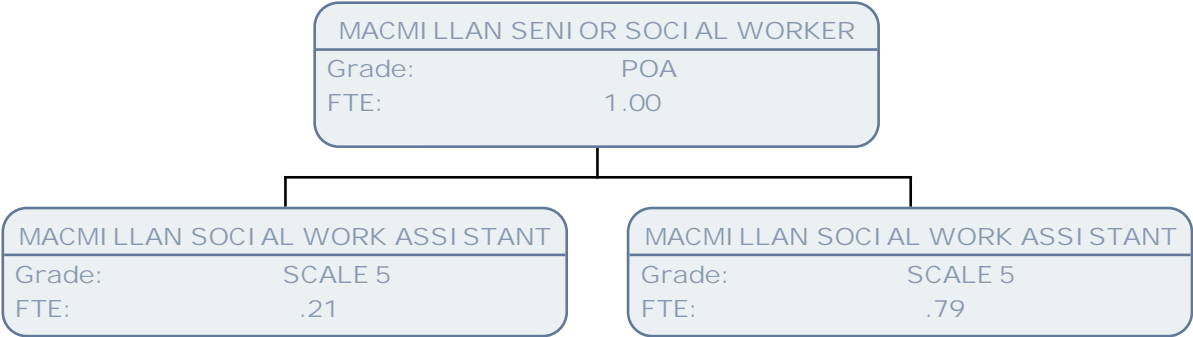 MACMILLAN SENIOR SOCIAL WORKER
Grade: POA
FTE: 1.00
MACMILLAN SOCIAL WORK ASSISTANT
Grade: SCALE 5
FTE: .21
MACMILLAN SOCIAL WORK ASSISTANT
Grade: SCALE 5
FTE: .79